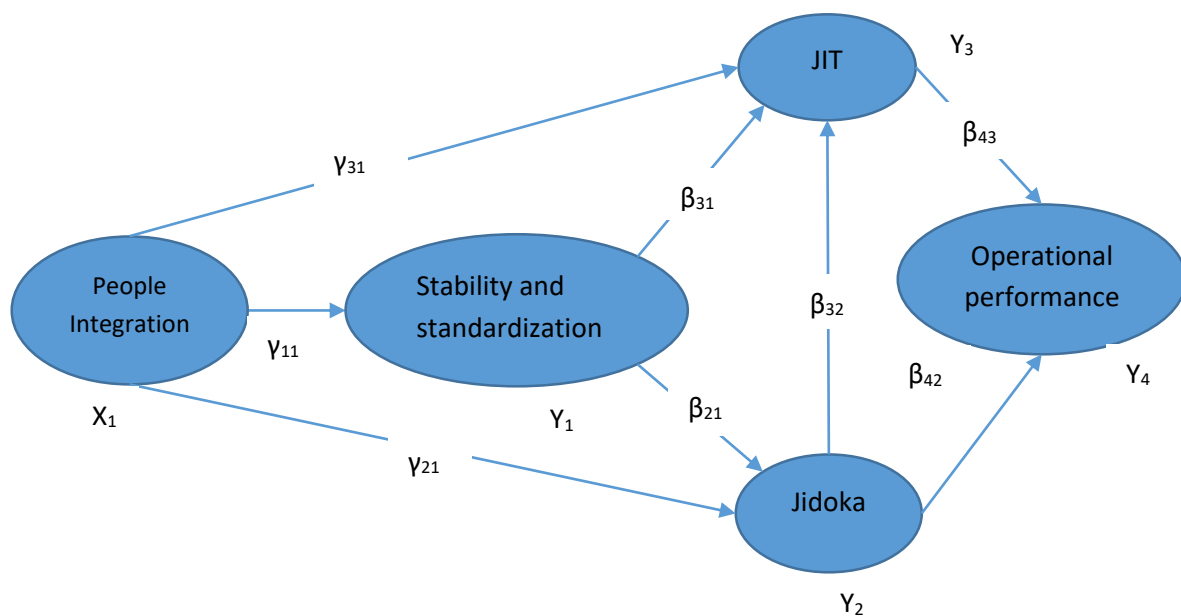 JIT
Y₃
β₄₃
γ₃₁
β₃₁
Operational
performance
People
Integration
Stability and
standardization
β₃₂
γ₁₁
β₄₂
Y₄
X₁
Y₁
β₂₁
γ₂₁
Jidoka
Y₂